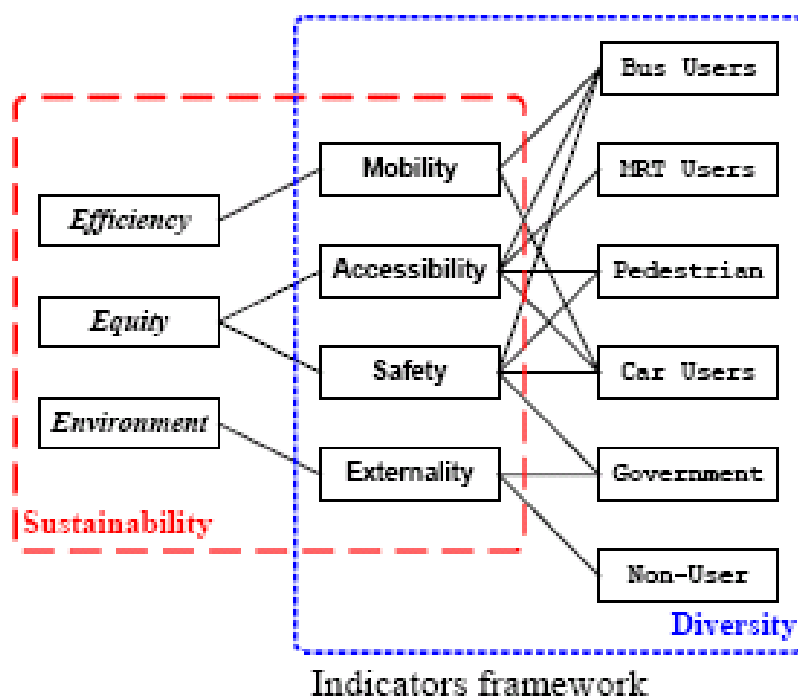 Bus Users
Mobility
MRT Users
Efficiency
Accessibility
Pedestrian
Equity
Safety
Car Users
Environment
Externality
Government
Sustainability
Non-User
Diversity
Indicators framework